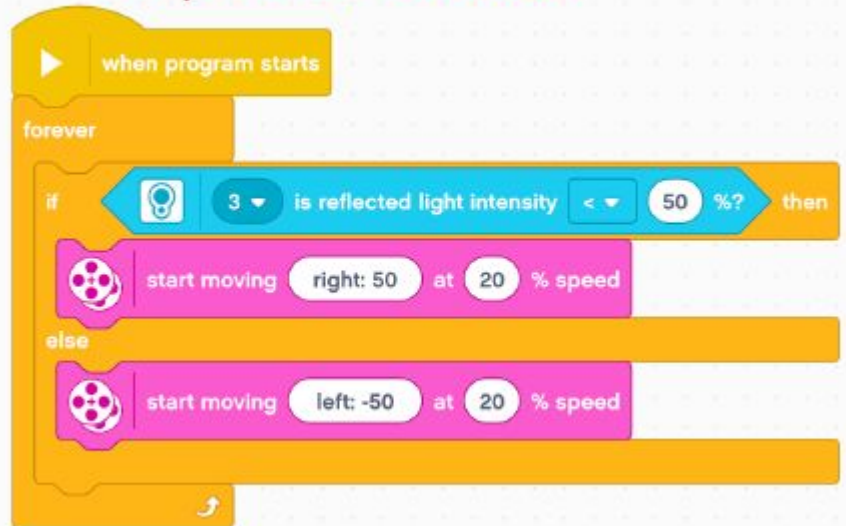 when program starts
forever
if 3 is reflected light intensity < 50 %? then
start moving right: 50 at 20 % speed
else
start moving left: -50 at 20 % speed